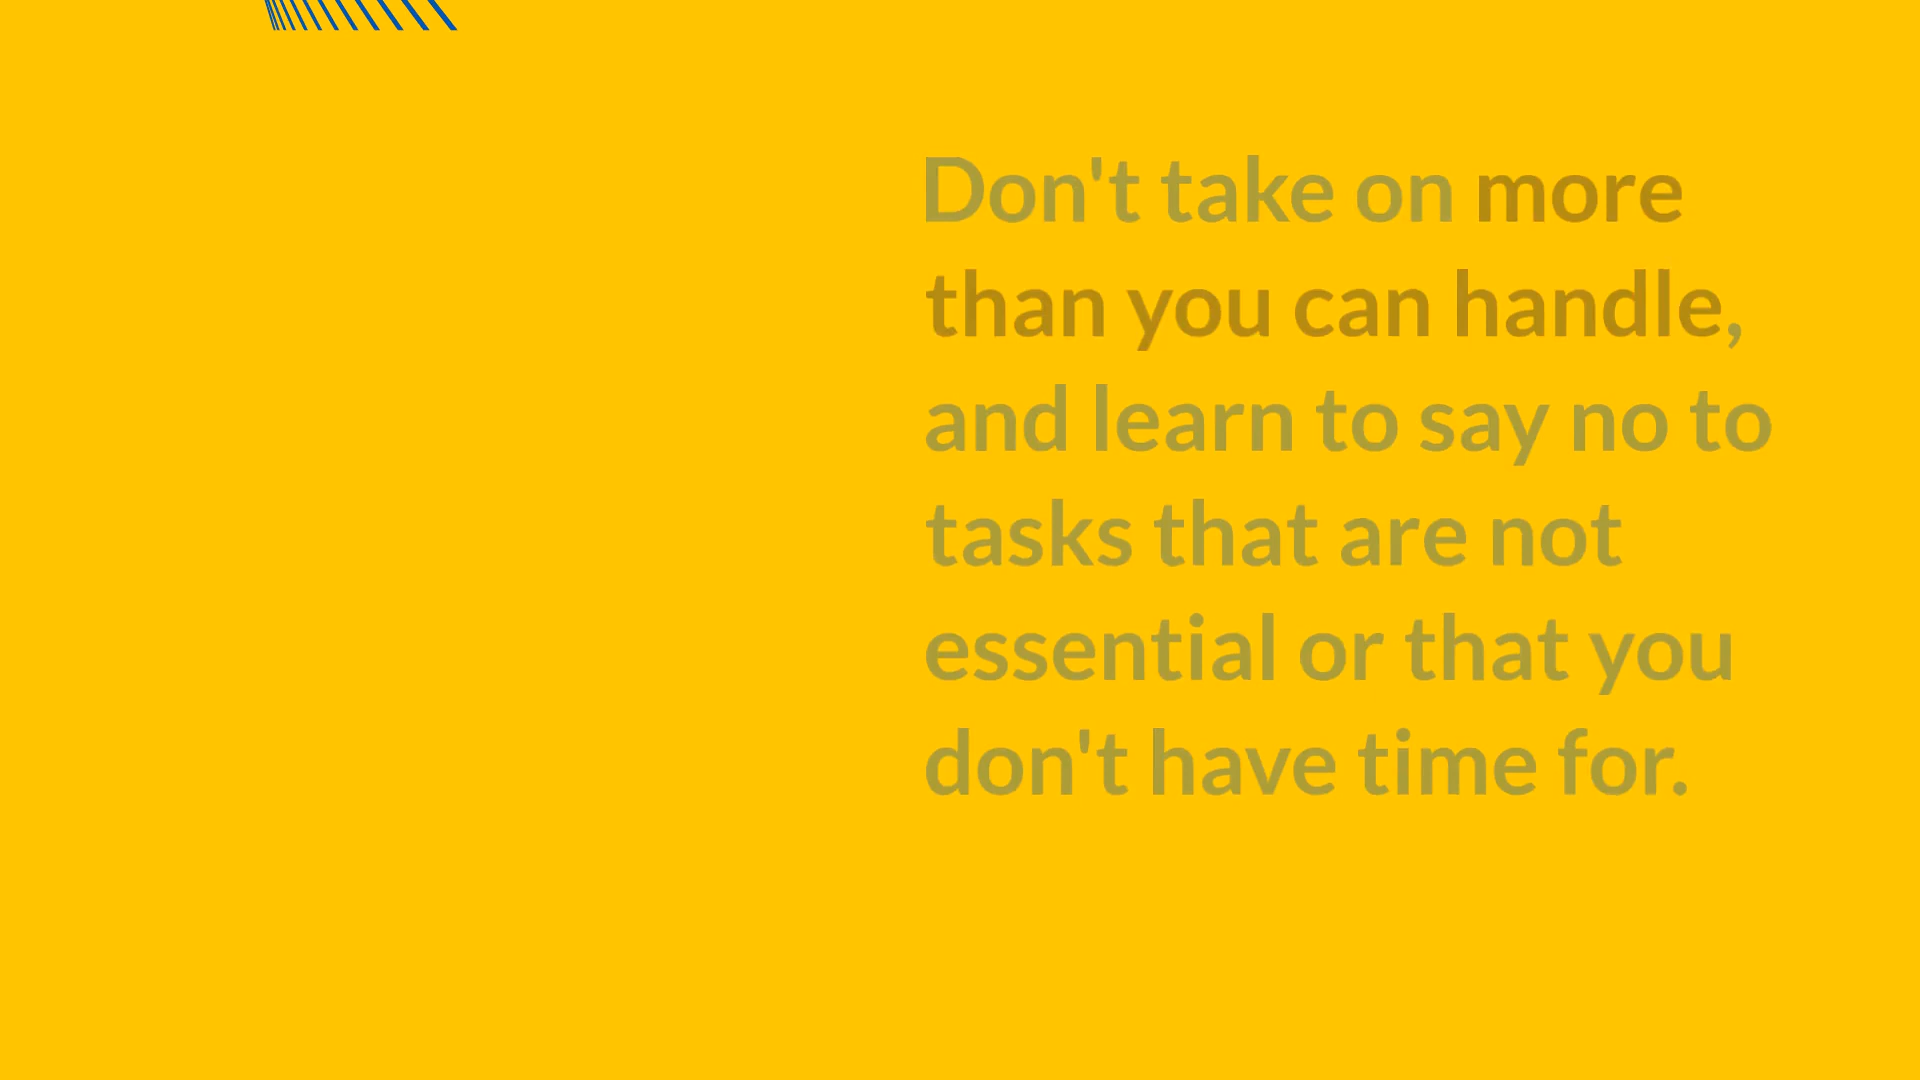 Don't take on more
than you can handle,
and learn to say no to
tasks that are not
essential or that you
don't have time for.